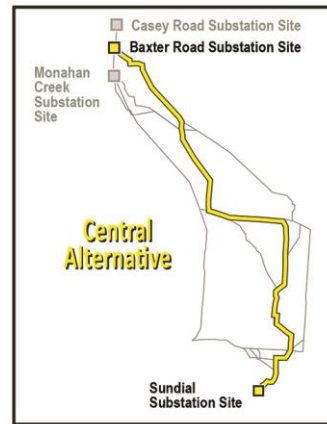 Casey Road Substation Site
Baxter Road Substation Site
Monahan
Creek
Substation
Site
Central
Alternative
Sundial
Substation Site